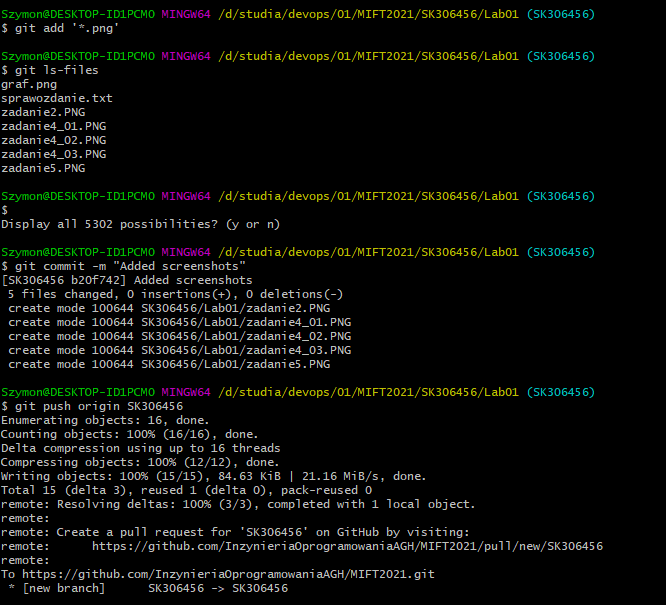 Szymon@DESKTOP-ID1PCMO MINGW64 /d/studia/devops/01/MIFT2021/SK306456/Lab01 (SK306456)
$ git add '*.png'
Szymon@DESKTOP-ID1PCMO MINGW64 /d/studia/devops/01/MIFT2021/SK306456/Lab01 (SK306456)
$ git ls-files
graf.png
sprawozdanie.txt
zadanie2.PNG
zadanie4_01.PNG
zadanie4_02.PNG
zadanie4_03.PNG
zadanie5.PNG
Szymon@DESKTOP-ID1PCMO MINGW64 /d/studia/devops/01/MIFT2021/SK306456/Lab01 (SK306456)
$
Display all 5302 possibilities? (y or n)
Szymon@DESKTOP-ID1PCMO MINGW64 /d/studia/devops/01/MIFT2021/SK306456/Lab01 (SK306456)
$ git commit -m "Added screenshots"
[SK306456 b20f742] Added screenshots
 5 files changed, 0 insertions(+), 0 deletions(-)
 create mode 100644 SK306456/Lab01/zadanie2.PNG
 create mode 100644 SK306456/Lab01/zadanie4_01.PNG
 create mode 100644 SK306456/Lab01/zadanie4_02.PNG
 create mode 100644 SK306456/Lab01/zadanie4_03.PNG
 create mode 100644 SK306456/Lab01/zadanie5.PNG
Szymon@DESKTOP-ID1PCMO MINGW64 /d/studia/devops/01/MIFT2021/SK306456/Lab01 (SK306456)
$ git push origin SK306456
Enumerating objects: 16, done.
Counting objects: 100% (16/16), done.
Delta compression using up to 16 threads
Compressing objects: 100% (12/12), done.
Writing objects: 100% (15/15), 84.63 KiB | 21.16 MiB/s, done.
Total 15 (delta 3), reused 1 (delta 0), pack-reused 0
remote: Resolving deltas: 100% (3/3), completed with 1 local object.
remote:
remote: Create a pull request for 'SK306456' on GitHub by visiting:
remote:      https://github.com/InzynieriaOprogramowaniaAGH/MIFT2021/pull/new/SK306456
remote:
To https://github.com/InzynieriaOprogramowaniaAGH/MIFT2021.git
 * [new branch]      SK306456 -> SK306456